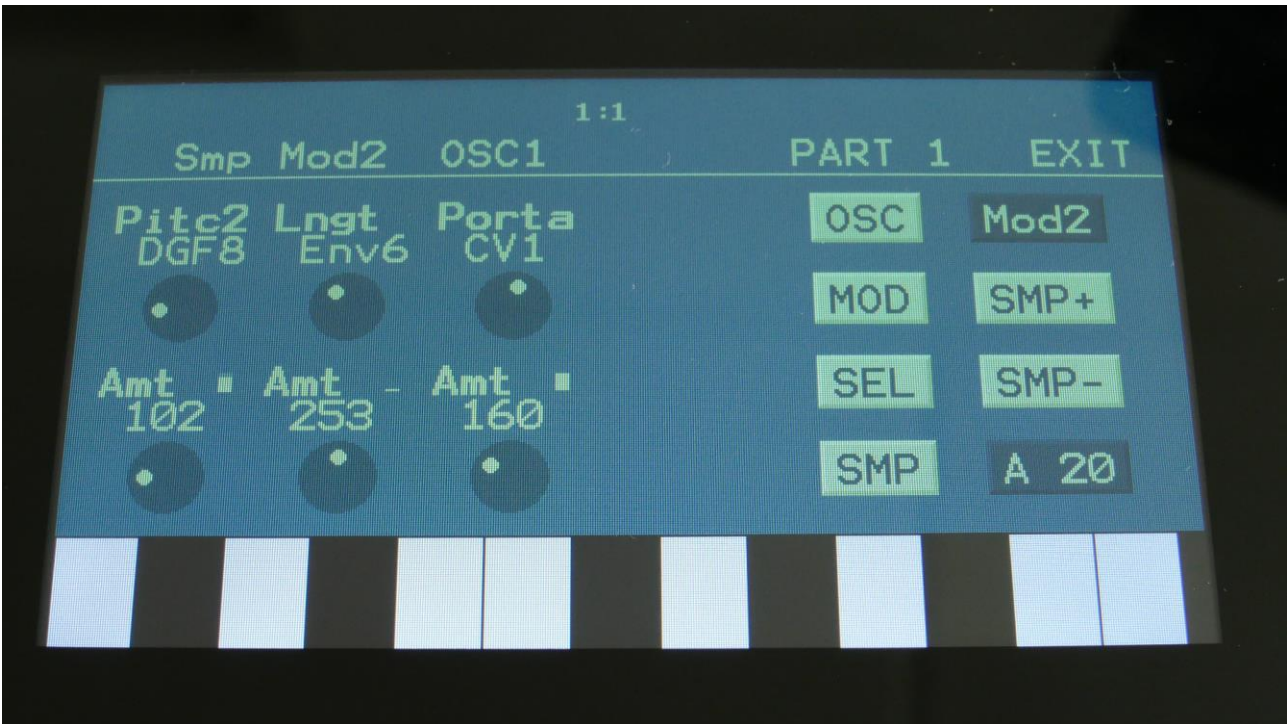 1:1
Smp Mod2 OSC1 PART 1 EXIT
Pitc2 Lngt Porta OSC Mod2
DGF8 Env6 CV1
MOD SMP+
Amt Amt - Amt SEL SMP-
102 253 160
SMP A 20